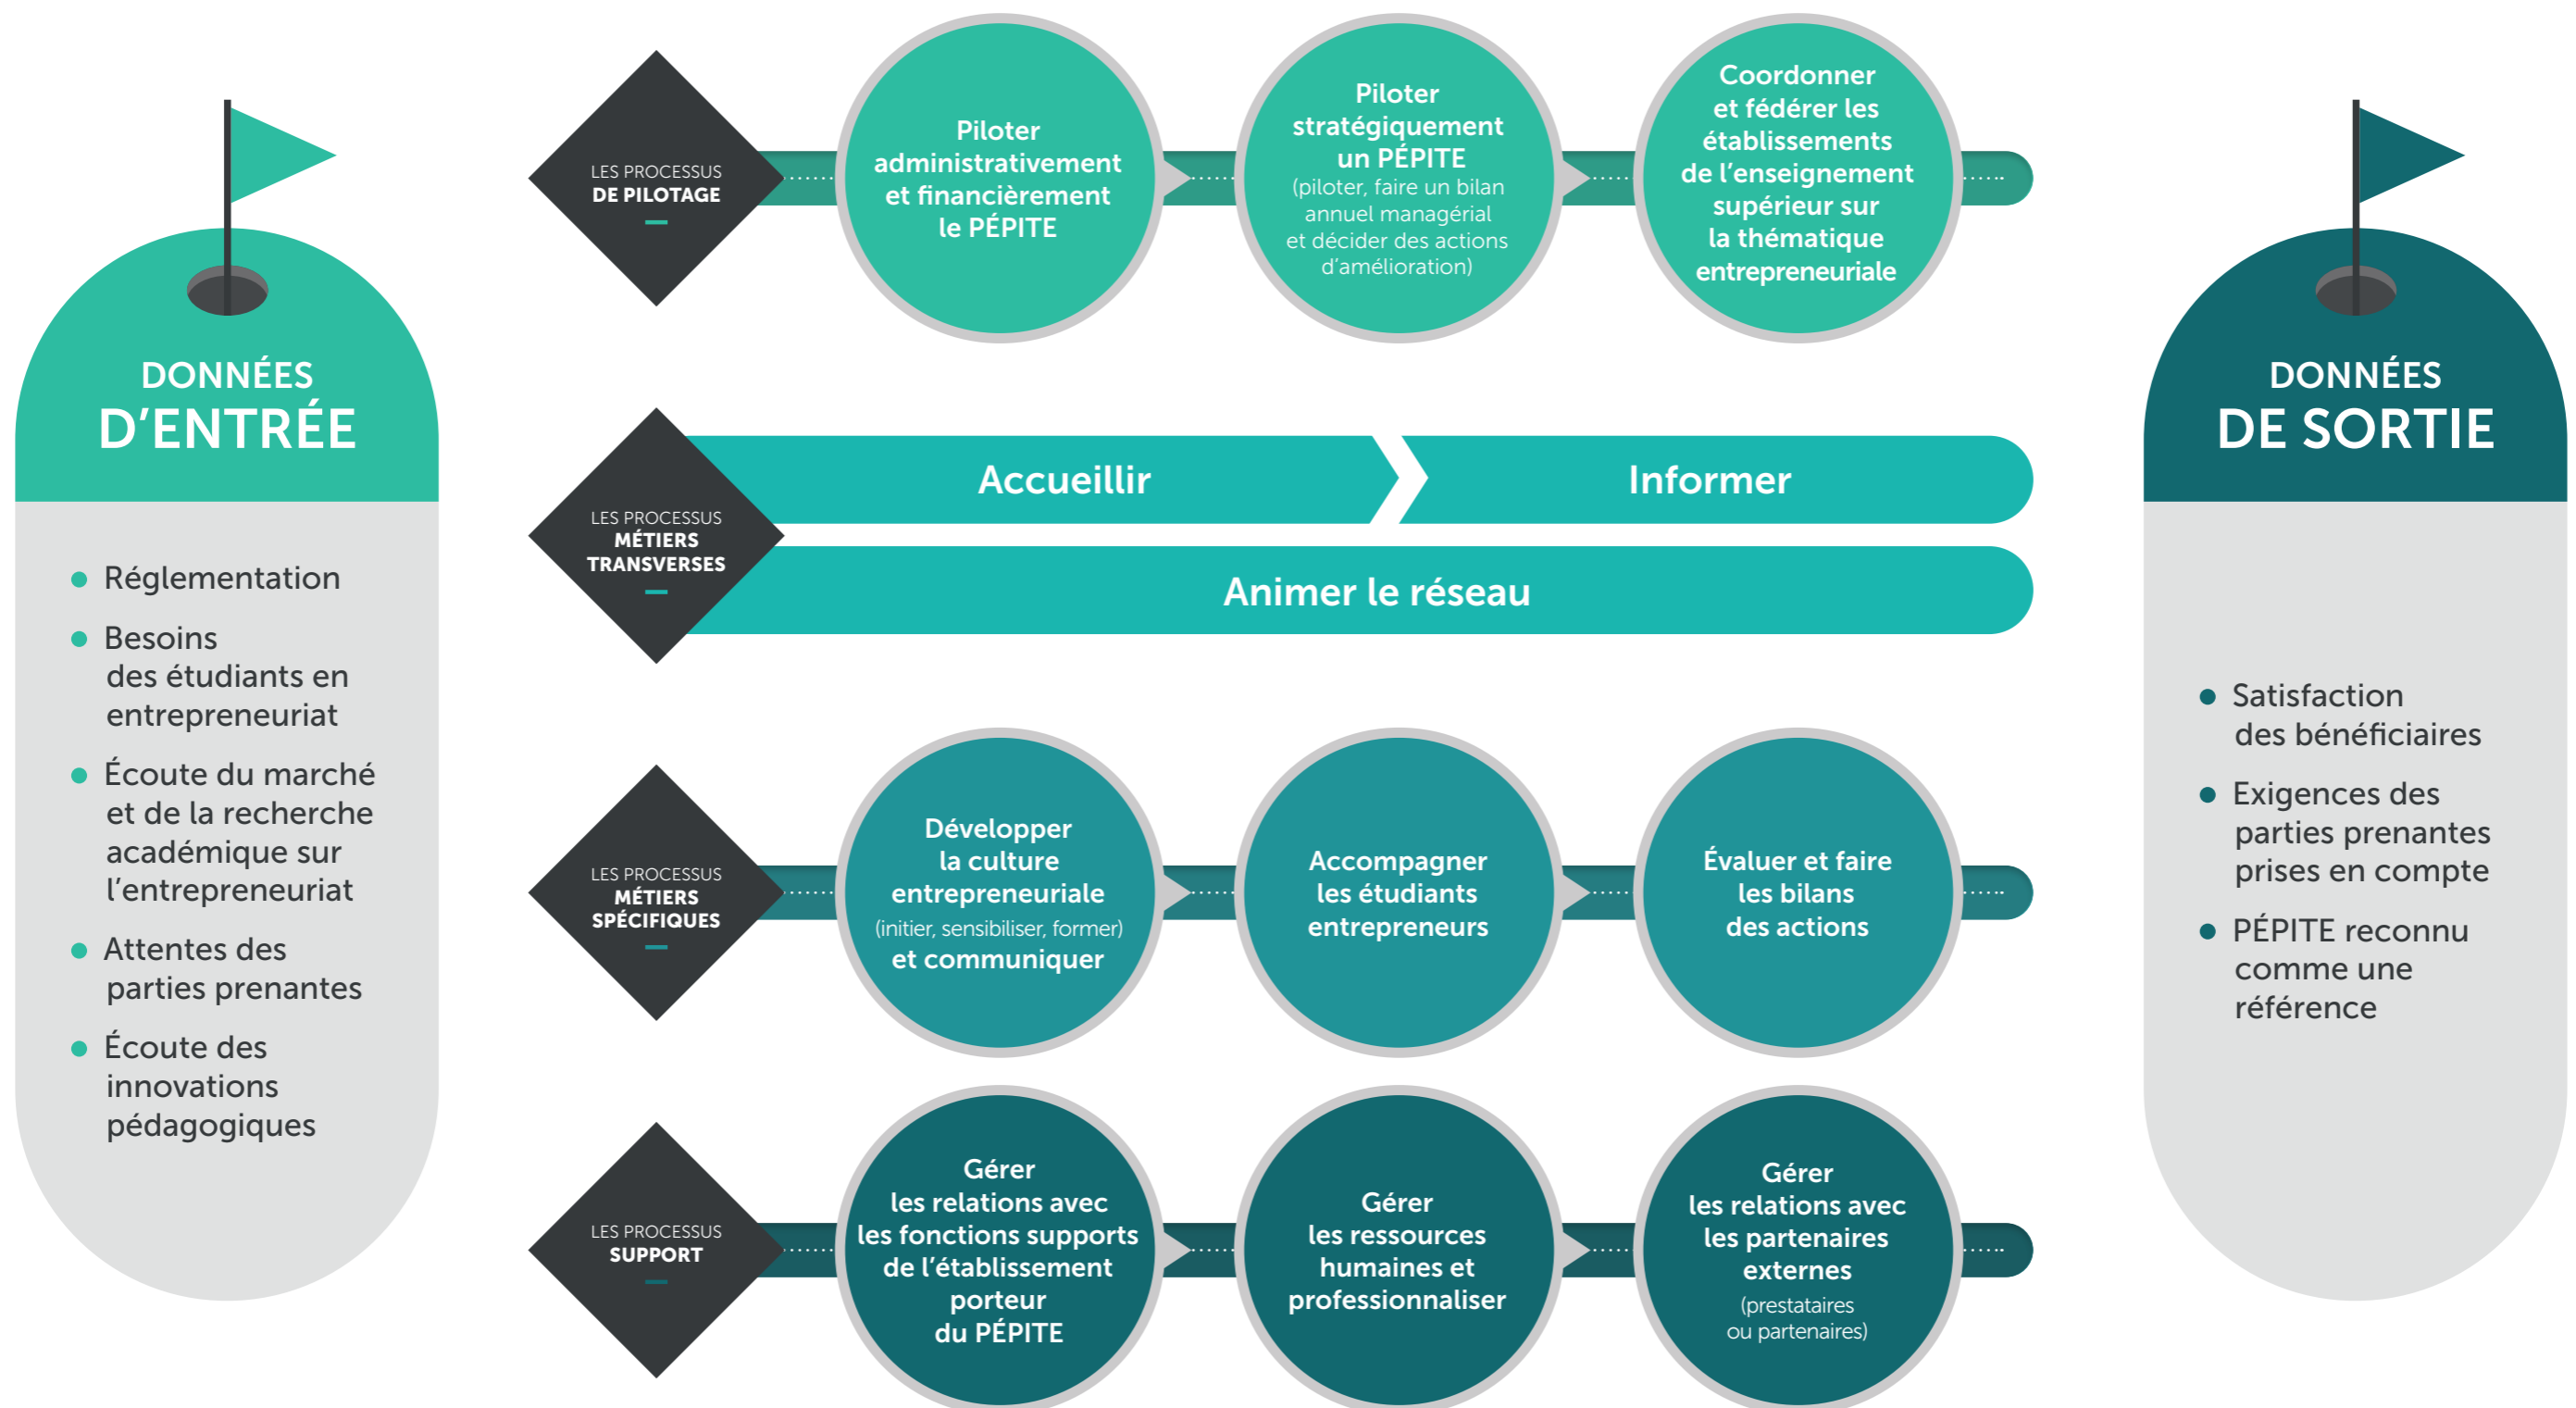 DONNÉES
D'ENTRÉE
Réglementation
Besoins
des étudiants en
entrepreneuriat
Écoute du marché
et de la recherche
académique sur
l'entrepreneuriat
Attentes des
parties prenantes
Écoute des
innovations
pédagogiques
LES PROCESSUS
DE PILOTAGE
Piloter
administrativement
et financièrement
le PÉPITE
Piloter
stratégiquement
un PÉPITE
(piloter, faire un bilan
annuel managérial
et décider des actions
d'amélioration)
Coordonner
et fédérer les
établissements
de l'enseignement
supérieur sur
la thématique
entrepreneuriale
LES PROCESSUS
MÉTIERS
TRANSVERSES
Accueillir
Informer
Animer le réseau
LES PROCESSUS
MÉTIERS
SPÉCIFIQUES
Développer
la culture
entrepreneuriale
(initier, sensibiliser, former)
et communiquer
Accompagner
les étudiants
entrepreneurs
Évaluer et faire
les bilans
des actions
LES PROCESSUS
SUPPORT
Gérer
les relations avec
les fonctions supports
de l'établissement
porteur
du PÉPITE
Gérer
les ressources
humaines et
professionnaliser
Gérer
les relations avec
les partenaires
externes
(prestataires
ou partenaires)
DONNÉES
DE SORTIE
Satisfaction
des bénéficiaires
Exigences des
parties prenantes
prises en compte
PÉPITE reconnu
comme une
référence